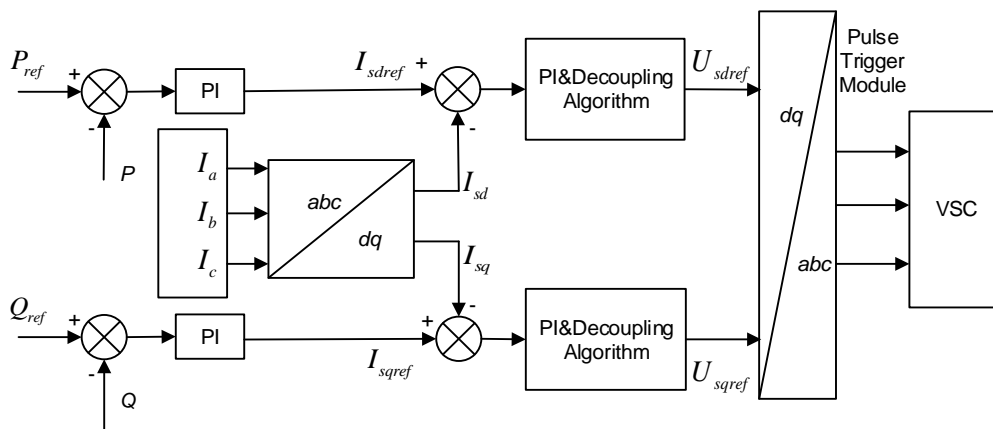 P_ref
+
-
P
PI
I_sdref
+
-
PI&Decoupling
Algorithm
U_sdref
Pulse
Trigger
Module
dq
abc
VSC
I_a
I_b
I_c
abc
dq
I_sd
I_sq
Q_ref
+
-
Q
PI
I_sqref
+
-
PI&Decoupling
Algorithm
U_sqref